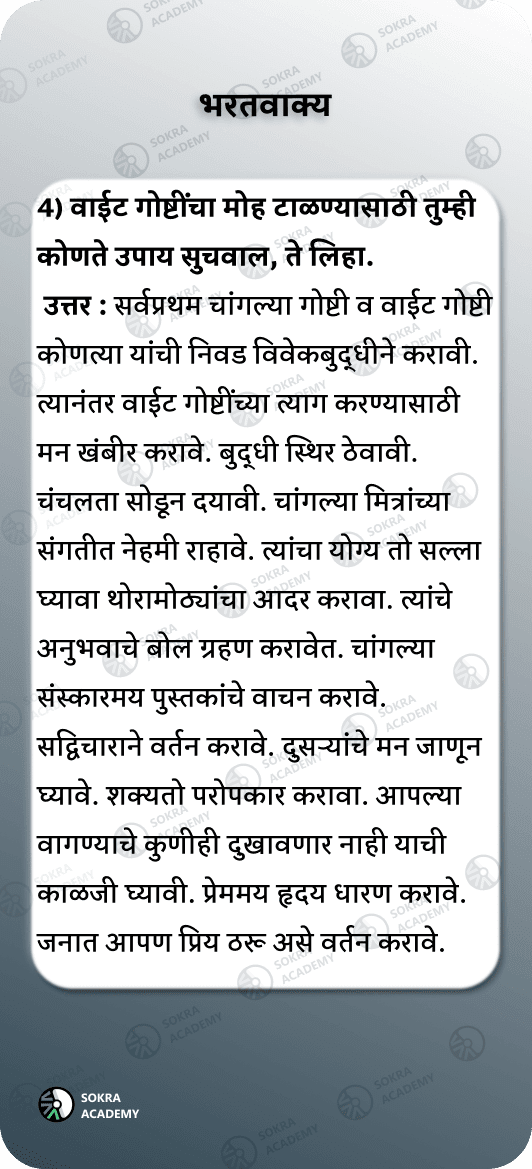 भरतवाक्य
4) वाईट गोष्टींचा मोह टाळण्यासाठी तुम्ही
कोणते उपाय सुचवाल, ते लिहा.
उत्तर : सर्वप्रथम चांगल्या गोष्टी व वाईट गोष्टी
कोणत्या यांची निवड विवेकबुद्धीने करावी.
त्यानंतर वाईट गोष्टींच्या त्याग करण्यासाठी
मन खंबीर करावे. बुद्धी स्थिर ठेवावी.
चंचलता सोडून दयावी. चांगल्या मित्रांच्या
संगतीत नेहमी राहावे. त्यांचा योग्य तो सल्ला
घ्यावा थोरामोठ्यांचा आदर करावा. त्यांचे
अनुभवाचे बोल ग्रहण करावेत. चांगल्या
संस्कारमय पुस्तकांचे वाचन करावे.
सद्विचाराने वर्तन करावे. दुसऱ्यांचे मन जाणून
घ्यावे. शक्यतो परोपकार करावा. आपल्या
वागण्याचे कुणीही दुखावणार नाही याची
काळजी घ्यावी. प्रेममय हृदय धारण करावे.
जनात आपण प्रिय ठरू असे वर्तन करावे.
SOKRA
ACADEMY